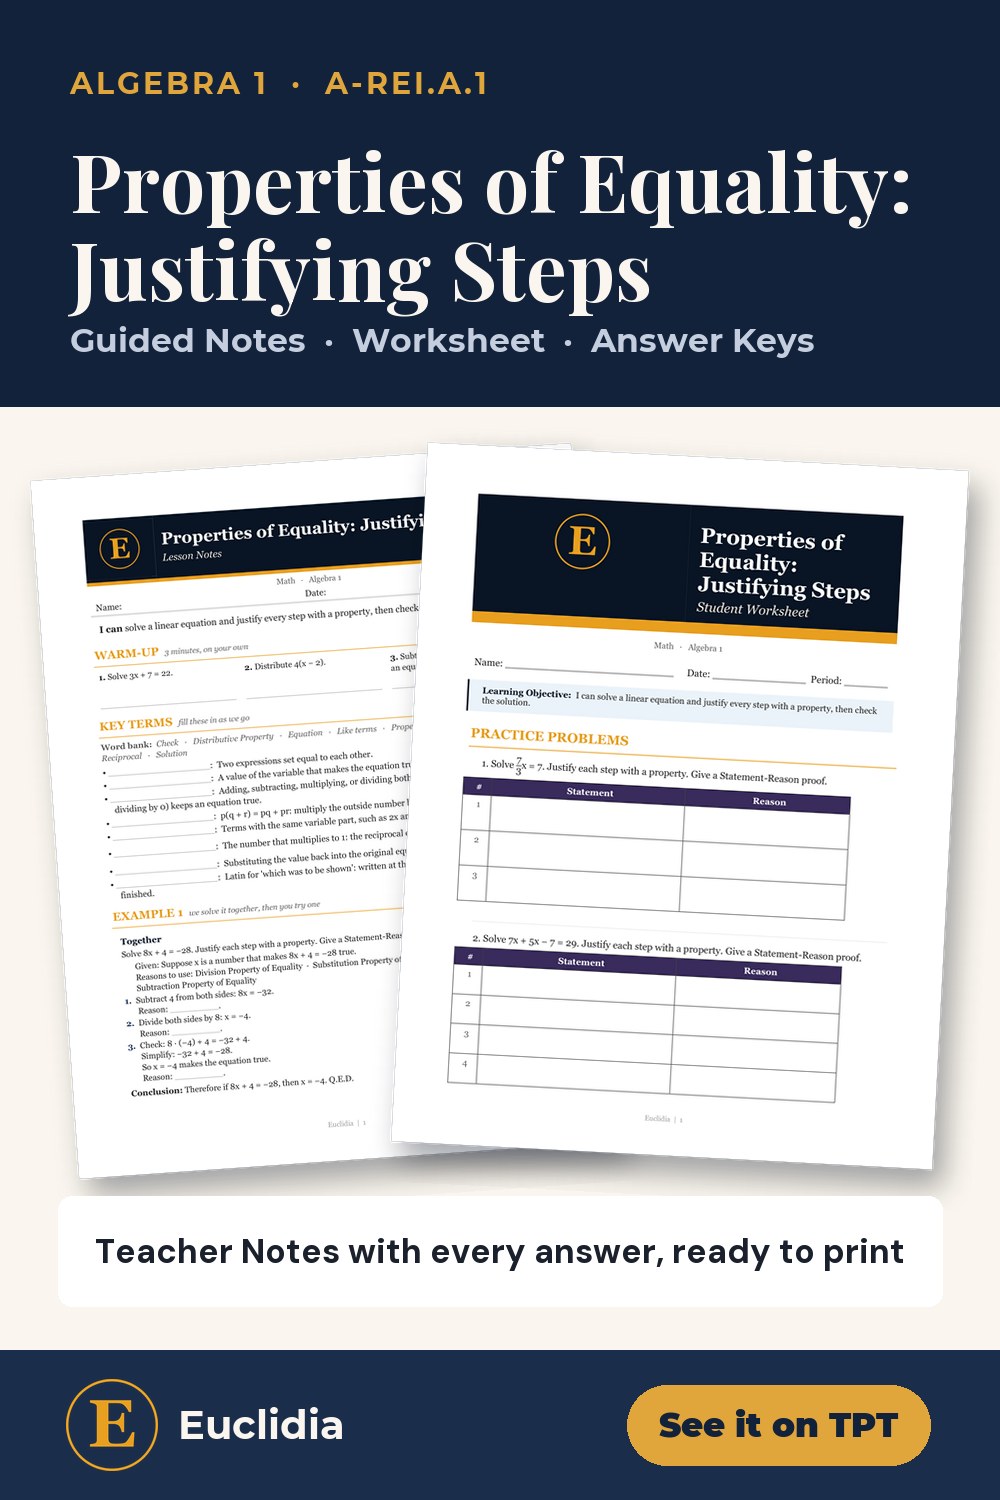 ALGEBRA 1 · A-REI.A.1
Properties of Equality:
Justifying Steps
Guided Notes · Worksheet · Answer Keys
E
Properties of Equality: Justifyi
Lesson Notes
Math · Algebra 1
Name:
Date:
I can solve a linear equation and justify every step with a property, then check
WARM-UP 3 minutes, on your own
1. Solve 3x + 7 = 22.
2. Distribute 4(x − 2).
3. Subt
an equ
KEY TERMS fill these in as we go
Word bank: Check · Distributive Property · Equation · Like terms · Prope
Reciprocal · Solution
• : Two expressions set equal to each other.
• : A value of the variable that makes the equation tru
• : Adding, subtracting, multiplying, or dividing both
dividing by 0) keeps an equation true.
• : p(q + r) = pq + pr: multiply the outside number b
• : Terms with the same variable part, such as 2x an
• : The number that multiplies to 1: the reciprocal o
• : Substituting the value back into the original equ
• : Latin for 'which was to be shown': written at th
finished.
EXAMPLE 1 we solve it together, then you try one
Together
Solve 8x + 4 = −28. Justify each step with a property. Give a Statement-Reas
Given: Suppose x is a number that makes 8x + 4 = −28 true.
Reasons to use: Division Property of Equality · Substitution Property of
Subtraction Property of Equality
1. Subtract 4 from both sides: 8x = −32.
Reason: .
2. Divide both sides by 8: x = −4.
Reason: .
3. Check: 8 · (−4) + 4 = −32 + 4.
Simplify: −32 + 4 = −28.
So x = −4 makes the equation true.
Reason: .
Conclusion: Therefore if 8x + 4 = −28, then x = −4. Q.E.D.
Euclidia | 1
E
Properties of
Equality:
Justifying Steps
Student Worksheet
Math · Algebra 1
Name: Date: Period:
Learning Objective: I can solve a linear equation and justify every step with a property, then check
the solution.
PRACTICE PROBLEMS
1. Solve 7/3x = 7. Justify each step with a property. Give a Statement-Reason proof.
# Statement Reason
1
2
3
2. Solve 7x + 5x − 7 = 29. Justify each step with a property. Give a Statement-Reason proof.
# Statement Reason
1
2
3
4
Euclidia | 1
Teacher Notes with every answer, ready to print
E Euclidia
See it on TPT